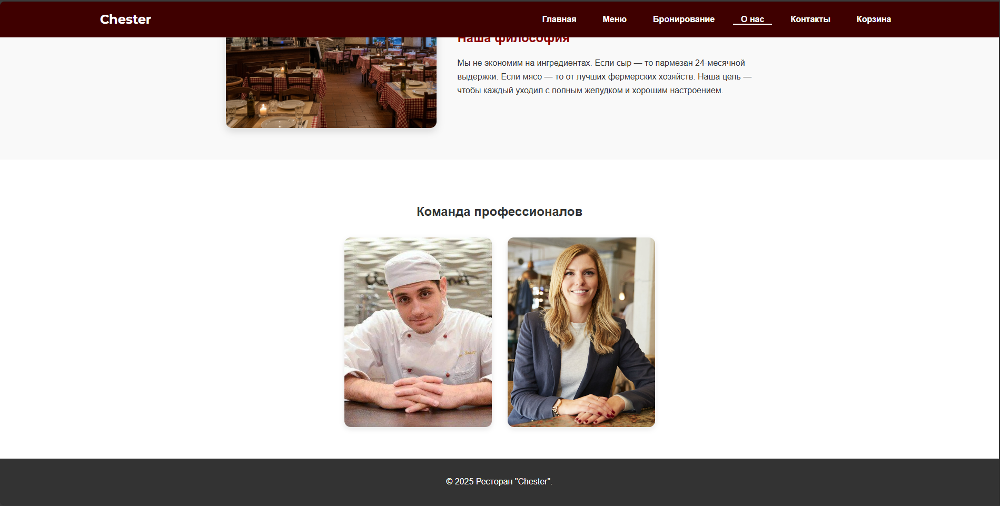 Chester
Главная
Меню
Бронирование
О нас
Контакты
Корзина
Наша философия
Мы не экономим на ингредиентах. Если сыр — то пармезан 24-месячной
выдержки. Если мясо — то от лучших фермерских хозяйств. Наша цель —
чтобы каждый уходил с полным желудком и хорошим настроением.
Команда профессионалов
© 2025 Ресторан "Chester".